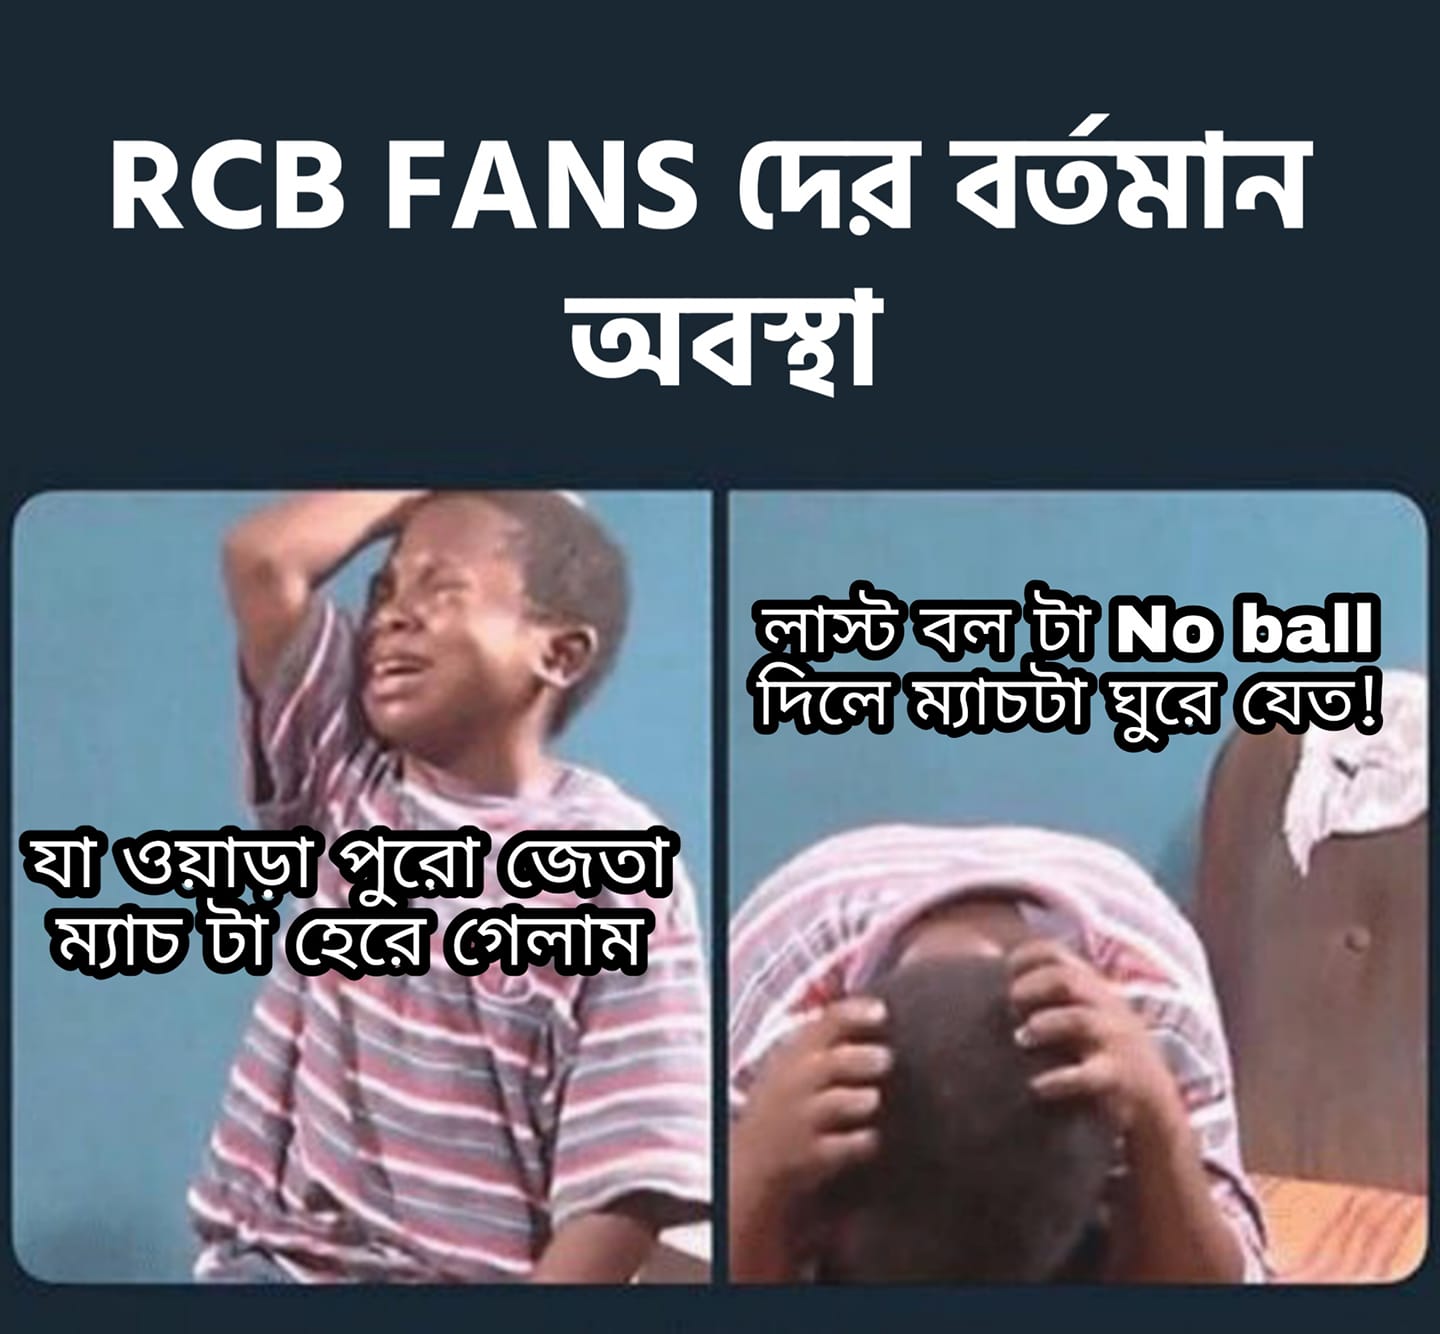 RCB FANS দের বর্তমান
অবস্থা
যা ওয়াড়া পুরো জেতা
ম্যাচ টা হেরে গেলাম
লাস্ট বল টা No ball
দিলে ম্যাচটা ঘুরে যেত!